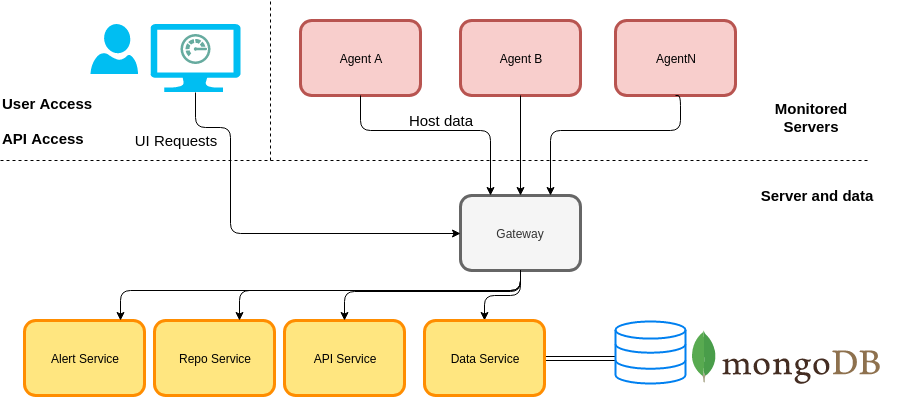 Agent A
Agent B
AgentN
User Access
API Access
UI Requests
Host data
Monitored
Servers
Server and data
Gateway
Alert Service
Repo Service
API Service
Data Service
mongoDB